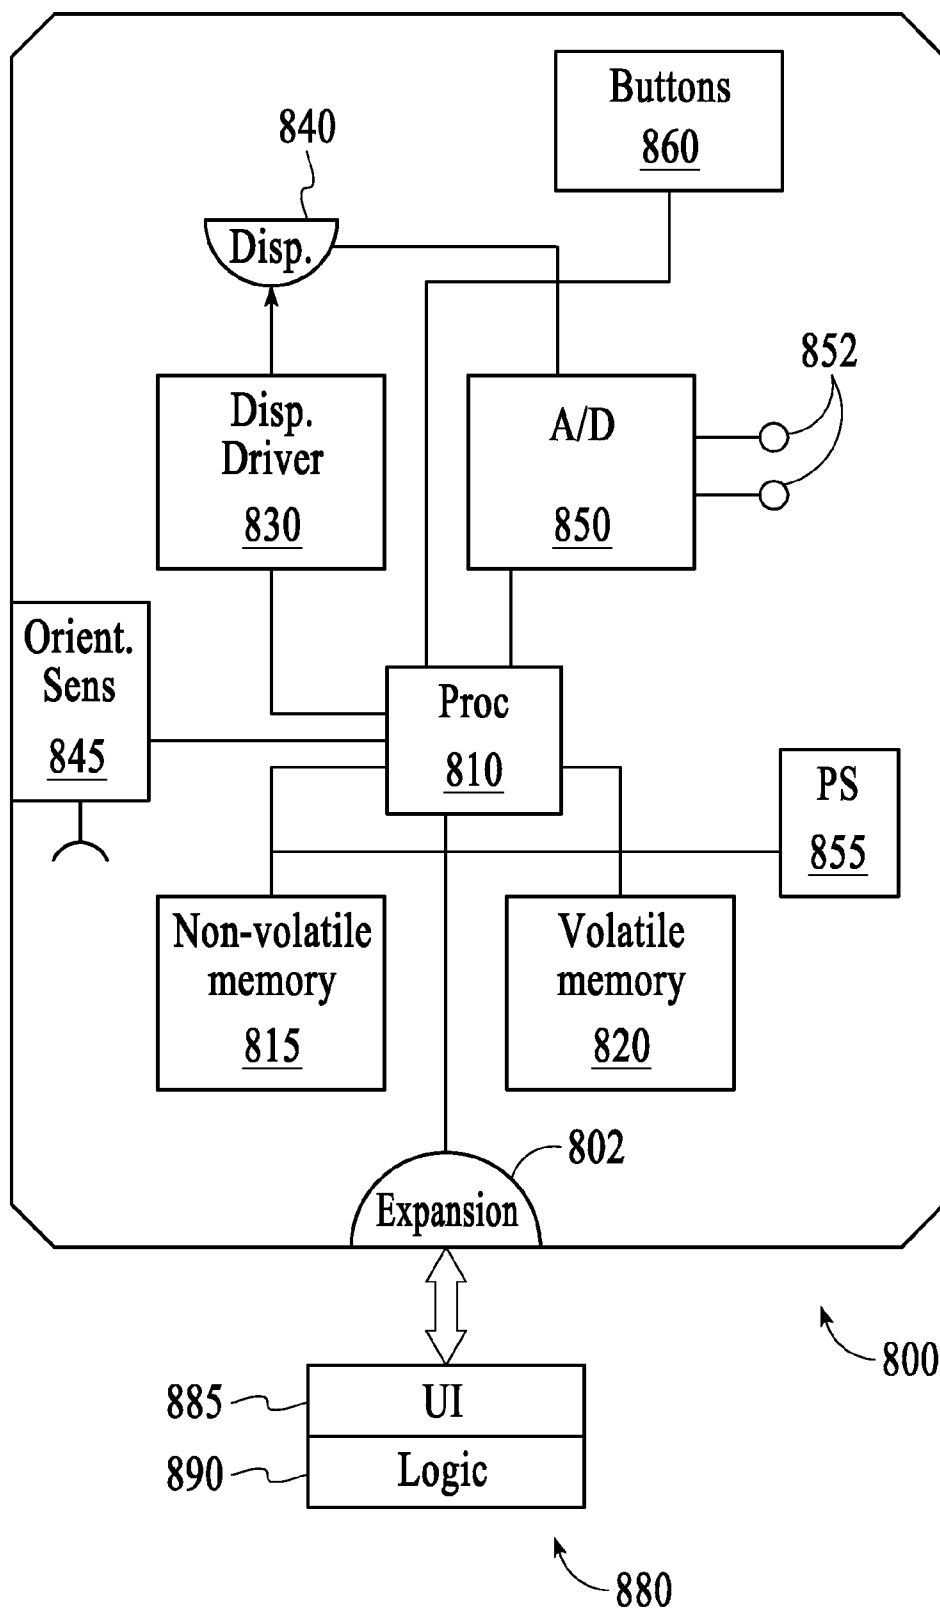 Buttons
860
840
Disp.
852
Disp.
Driver
830
A/D
850
Orient.
Sens
845
Proc
810
PS
855
Non-volatile
memory
815
Volatile
memory
820
802
Expansion
800
885
UI
890
Logic
880